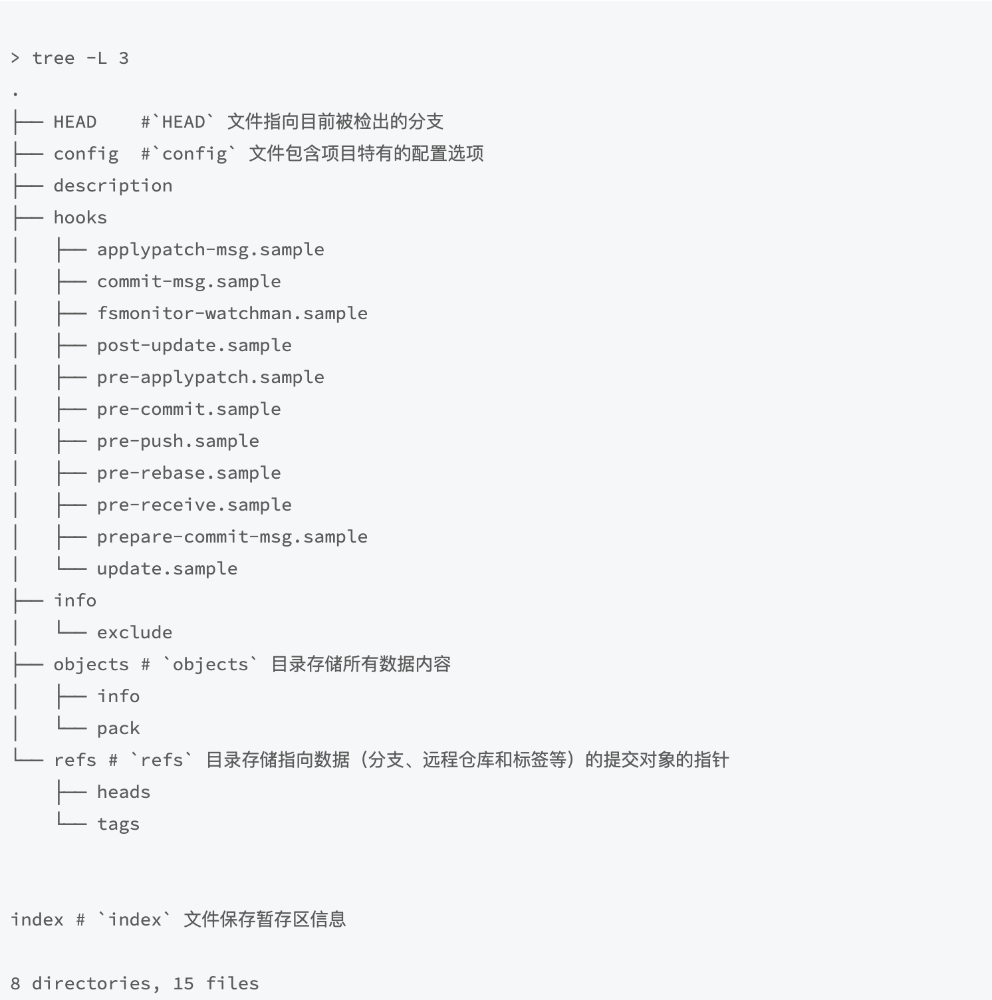 > tree -L 3
.
├── HEAD    #`HEAD` 文件指向目前被检出的分支
├── config  #`config` 文件包含项目特有的配置选项
├── description
├── hooks
│   ├── applypatch-msg.sample
│   ├── commit-msg.sample
│   ├── fsmonitor-watchman.sample
│   ├── post-update.sample
│   ├── pre-applypatch.sample
│   ├── pre-commit.sample
│   ├── pre-push.sample
│   ├── pre-rebase.sample
│   ├── pre-receive.sample
│   ├── prepare-commit-msg.sample
│   └── update.sample
├── info
│   └── exclude
├── objects # `objects` 目录存储所有数据内容
│   ├── info
│   └── pack
└── refs # `refs` 目录存储指向数据（分支、远程仓库和标签等）的提交对象的指针
    ├── heads
    └── tags
index # `index` 文件保存暂存区信息
8 directories, 15 files